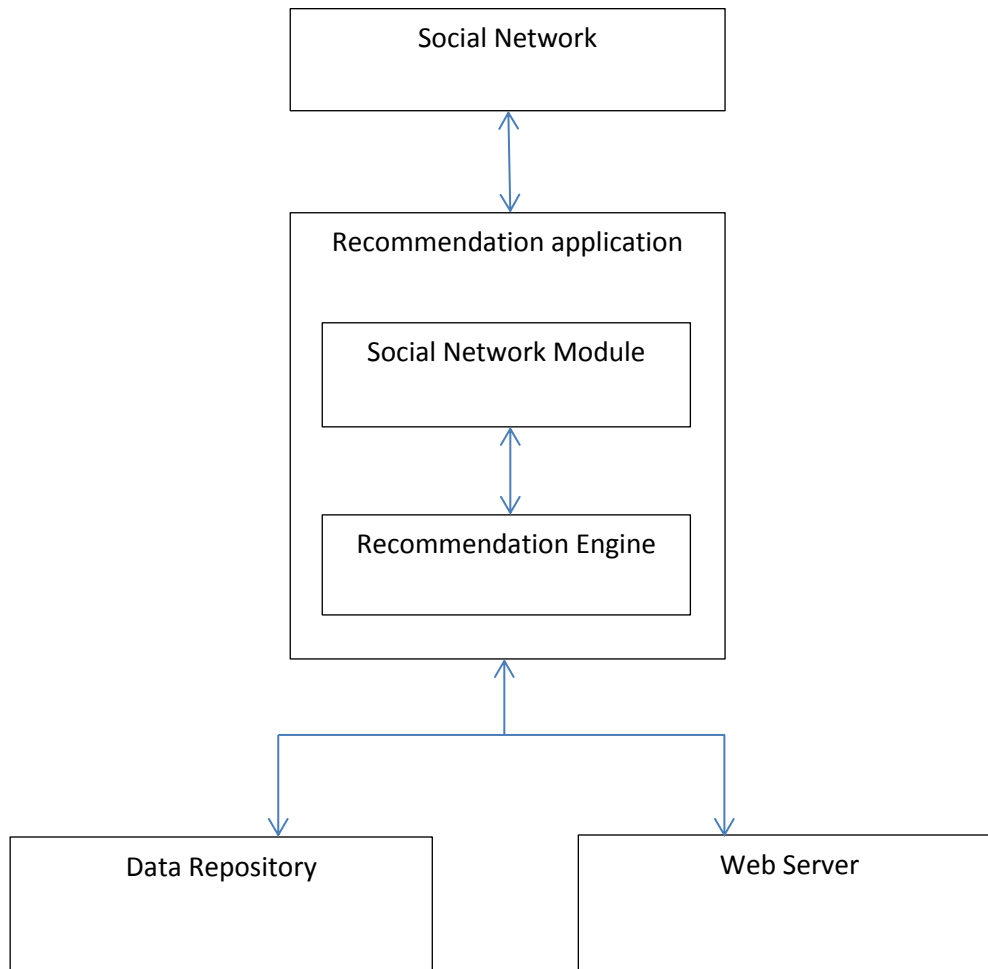 Social Network
Recommendation application
Social Network Module
Recommendation Engine
Data Repository
Web Server